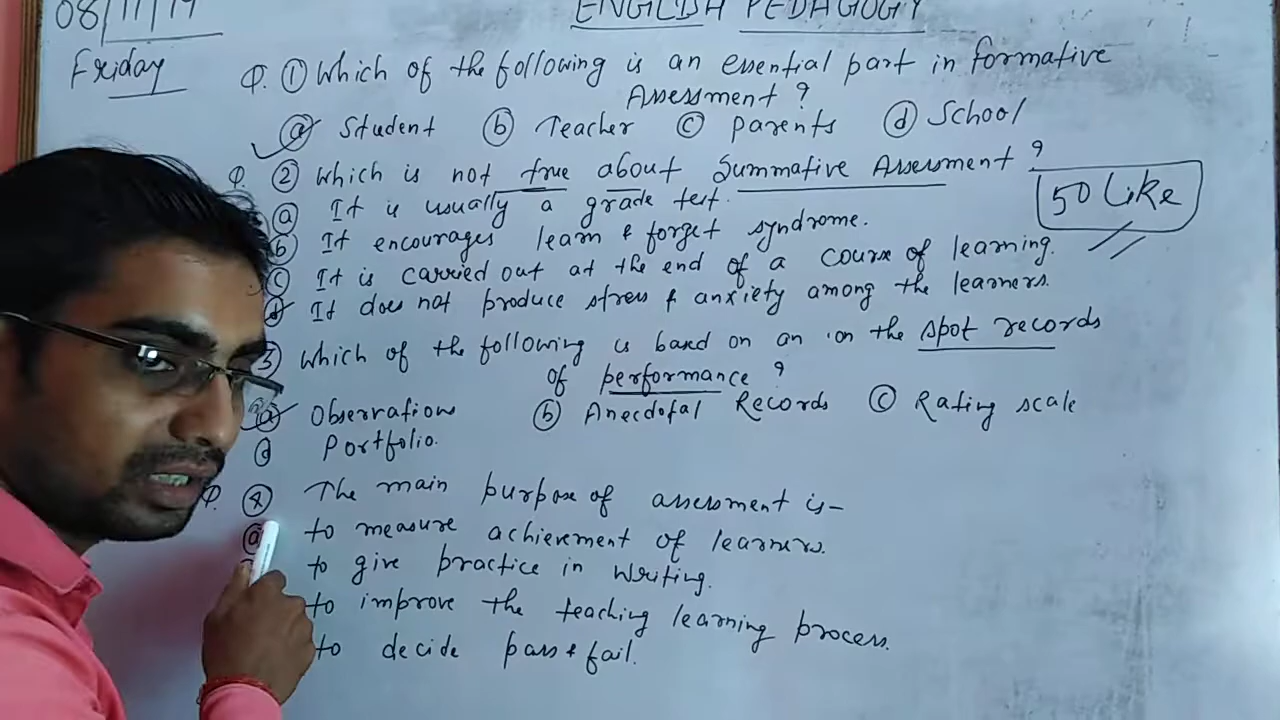 08/11/19 ENGLISH PEDAGOGY
Friday
Q. ① Which of the following is an essential part in formative
Assessment ?
ⓐ Student ⓑ Teacher ⓒ parents ⓓ School
Q ② Which is not true about Summative Assessment ?
50 Like
ⓐ It is usually a grade test.
ⓑ It encourages learn & forget syndrome.
ⓒ It is carried out at the end of a course of learning.
ⓓ It does not produce stress & anxiety among the learners.
3 Which of the following is based on an on the spot records
of performance ?
ⓐ Observations ⓑ Anecdotal Records ⓒ Rating scale
ⓓ Portfolio.
Q. ④ The main purpose of assessment is-
ⓐ to measure achievement of learners.
to give practice in writing.
to improve the teaching learning process.
to decide pass & fail.